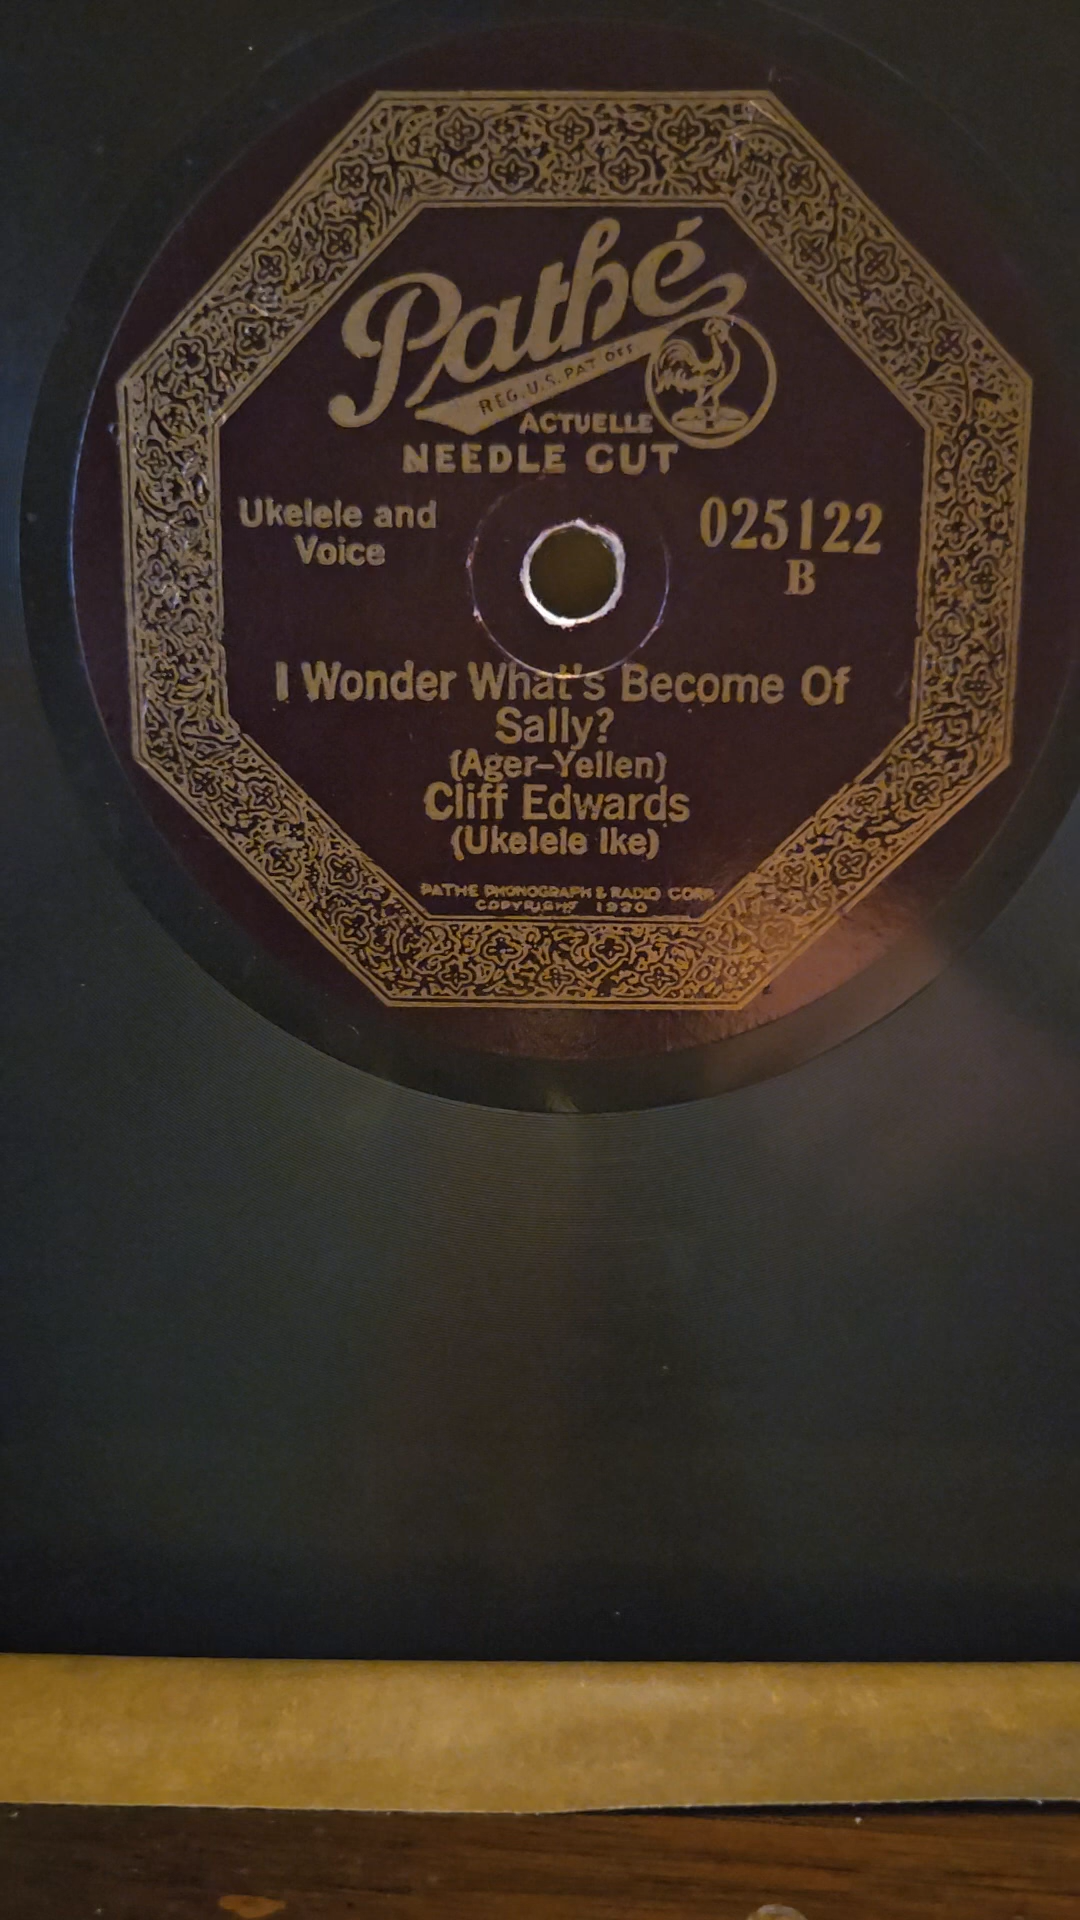 Pathé
REG. U.S. PAT. OFF.
ACTUELLE
NEEDLE CUT
Ukelele and
Voice
025122
B
I Wonder What's Become Of
Sally?
(Ager–Yellen)
Cliff Edwards
(Ukelele Ike)
PATHE PHONOGRAPH & RADIO CORP.
COPYRIGHT 1920